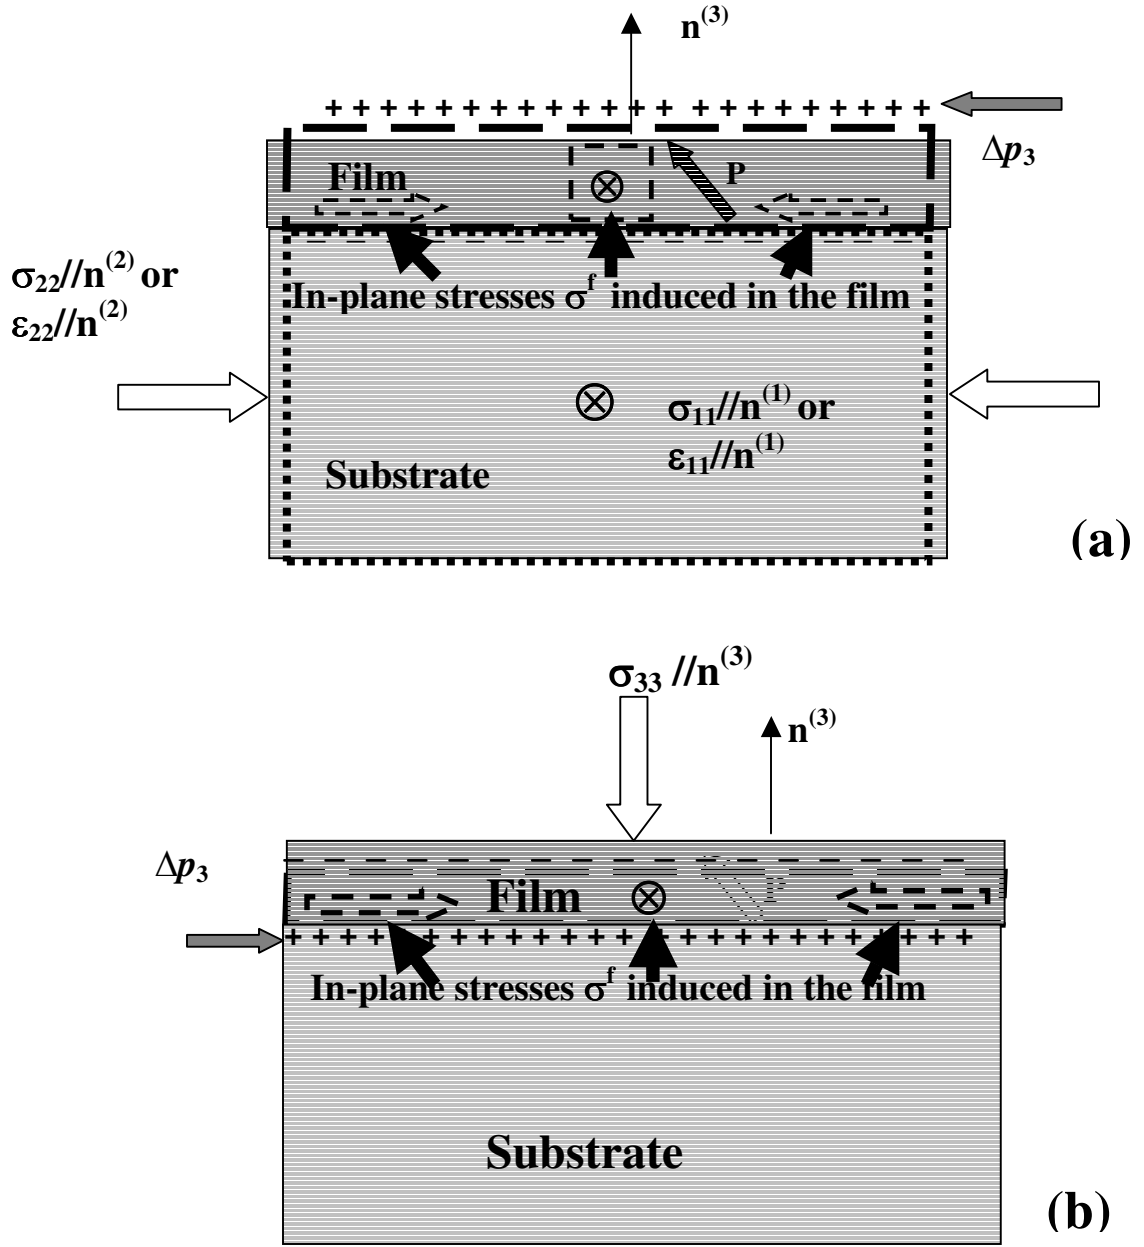 n(3)
+ + + + + + + + + + + + + + + + + + + + + +
Δp3
Film
P
σ22//n(2) or
ε22//n(2)
In-plane stresses σf induced in the film
σ11//n(1) or
ε11//n(1)
Substrate
(a)
σ33 //n(3)
n(3)
Δp3
Film
+ + + + + + + + + + + + + + + + + + + + + + + + +
In-plane stresses σf induced in the film
Substrate
(b)